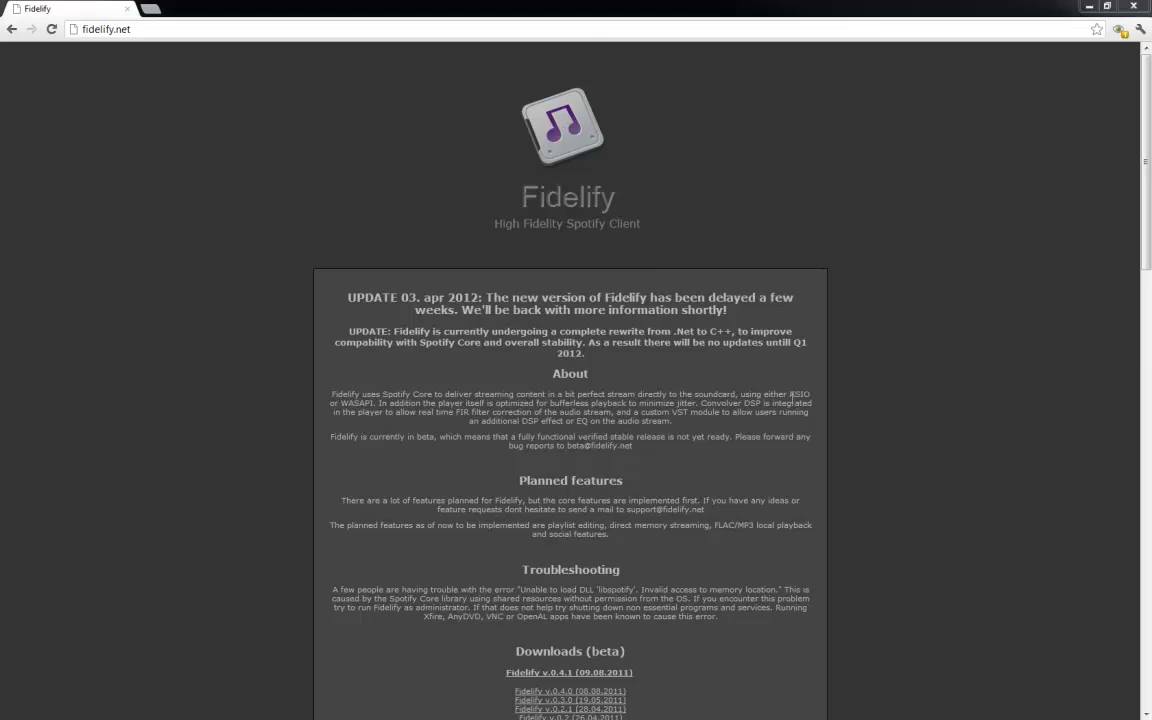 Fidelify
fidelify.net
Fidelify
High Fidelity Spotify Client
UPDATE 03. apr 2012: The new version of Fidelify has been delayed a few
weeks. We'll be back with more information shortly!
UPDATE: Fidelify is currently undergoing a complete rewrite from .Net to C++, to improve
compability with Spotify Core and overall stability. As a result there will be no updates untill Q1
2012.
About
Fidelify uses Spotify Core to deliver streaming content in a bit perfect stream directly to the soundcard, using either ASIO
or WASAPI. In addition the player itself is optimized for bufferless playback to minimize jitter. Convolver DSP is integrated
in the player to allow real time FIR filter correction of the audio stream, and a custom VST module to allow users running
an additional DSP effect or EQ on the audio stream.
Fidelify is currently in beta, which means that a fully functional verified stable release is not yet ready. Please forward any
bug reports to beta@fidelify.net
Planned features
There are a lot of features planned for Fidelify, but the core features are implemented first. If you have any ideas or
feature requests dont hesitate to send a mail to support@fidelify.net
The planned features as of now to be implemented are playlist editing, direct memory streaming, FLAC/MP3 local playback
and social features.
Troubleshooting
A few people are having trouble with the error "Unable to load DLL 'libspotify'. Invalid access to memory location." This is
caused by the Spotify Core library using shared resources without permission from the OS. If you encounter this problem
try to run Fidelify as administrator. If that does not help try shutting down non essential programs and services. Running
Xfire, AnyDVD, VNC or OpenAL apps have been known to cause this error.
Downloads (beta)
Fidelify v.0.4.1 (09.08.2011)
Fidelify v.0.4.0 (08.08.2011)
Fidelify v.0.3.0 (19.05.2011)
Fidelify v.0.2.1 (28.04.2011)
Fidelify v.0.2 (26.04.2011)